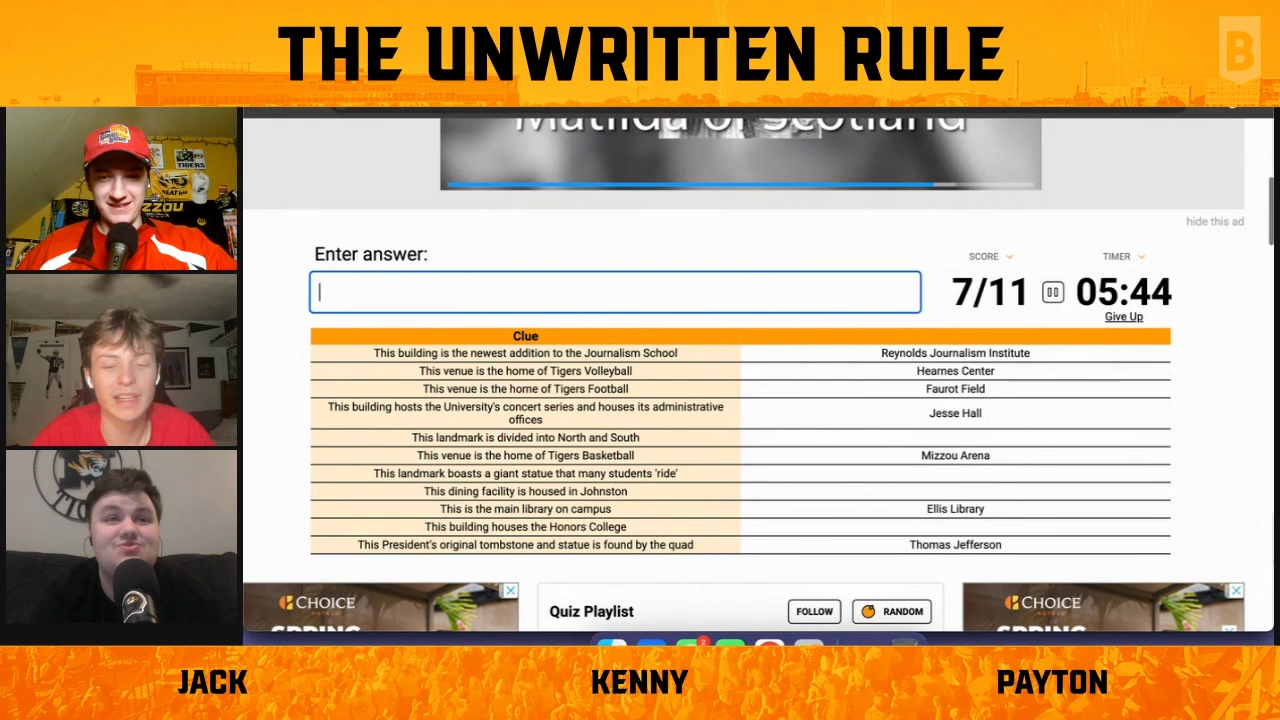 THE UNWRITTEN RULE
B
Matilda of Scotland
hide this ad
Enter answer:
SCORE
TIMER
7/11
05:44
Give Up
Clue
This building is the newest addition to the Journalism School
Reynolds Journalism Institute
This venue is the home of Tigers Volleyball
Hearnes Center
This venue is the home of Tigers Football
Faurot Field
This building hosts the University's concert series and houses its administrative
offices
Jesse Hall
This landmark is divided into North and South
This venue is the home of Tigers Basketball
Mizzou Arena
This landmark boasts a giant statue that many students 'ride'
This dining facility is housed in Johnston
This is the main library on campus
Ellis Library
This building houses the Honors College
This President's original tombstone and statue is found by the quad
Thomas Jefferson
CHOICE
SPRING
Quiz Playlist
FOLLOW
RANDOM
CHOICE
SPRING
2
TIGERS
JACK
KENNY
PAYTON